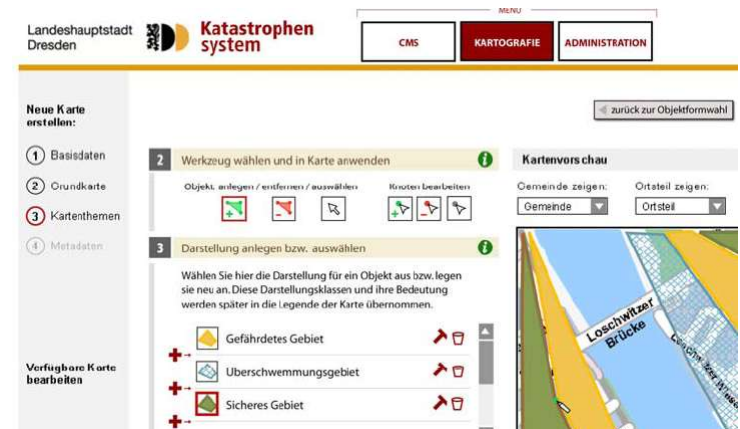 MENÜ
Landeshauptstadt
Dresden
Katastrophen
system
CMS
KARTOGRAFIE
ADMINISTRATION
Neue Karte
erstellen:
zurück zur Objektformwahl
1 Basisdaten
2 Grundkarte
3 Kartenthemen
4 Metadaten
Verfügbare Karte
bearbeiten
2 Werkzeug wählen und in Karte anwenden
Objekt anlegen / entfernen / auswählen
Knoten bearbeiten
3 Darstellung anlegen bzw. auswählen
Wählen Sie hier die Darstellung für ein Objekt aus bzw. legen
sie neu an. Diese Darstellungsklassen und ihre Bedeutung
werden später in die Legende der Karte übernommen.
Gefährdetes Gebiet
Überschwemmungsgebiet
Sicheres Gebiet
Kartenvorschau
Gemeinde zeigen:
Ortsteil zeigen:
Gemeinde
Ortsteil
Loschwitzer
Brücke
Loschwitzer Wiese